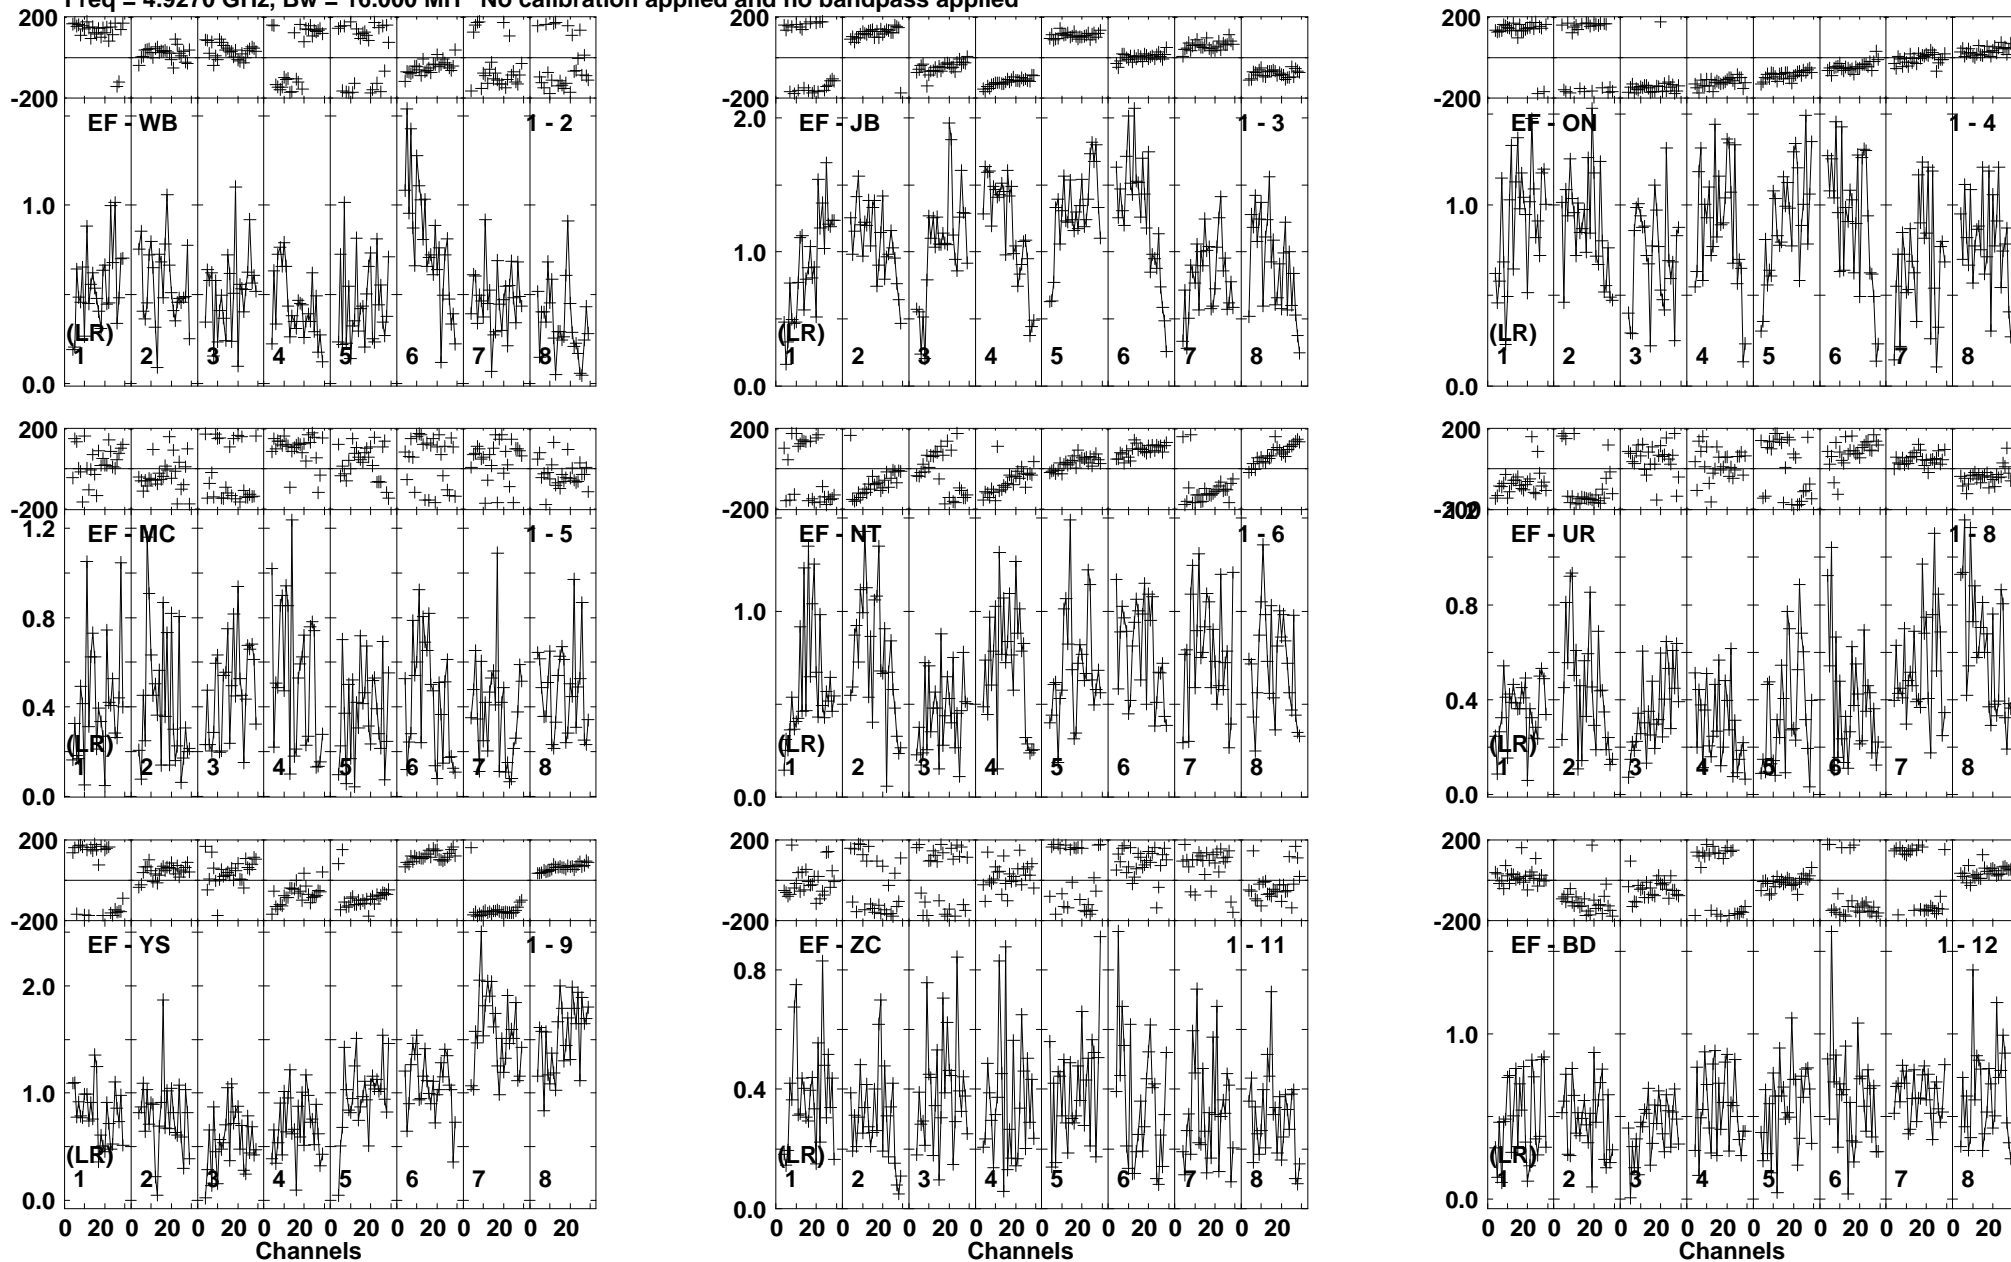 Freq = 4.9270 GHz, Bw = 16.000 MH No calibration applied and no bandpass applied
200 200 200
-200 -200 -200
EF - WB 1 - 2 EF - JB 1 - 3 EF - ON 1 - 4
2.0
1.0 1.0 1.0
(LR) (LR) (LR)
1 2 3 4 5 6 7 8 1 2 3 4 5 6 7 8 1 2 3 4 5 6 7 8
0.0 0.0 0.0
200 200 200
-200 -200 -200
1.2 1.2
EF - MC 1 - 5 EF - NT 1 - 6 EF - UR 1 - 8
0.8 1.0 0.8
0.4 0.4
(LR) (LR) (LR)
1 2 3 4 5 6 7 8 1 2 3 4 5 6 7 8 1 2 3 4 5 6 7 8
0.0 0.0 0.0
200 200 200
-200 -200 -200
EF - YS 1 - 9 EF - ZC 1 - 11 EF - BD 1 - 12
2.0 0.8
1.0 0.4 1.0
(LR) (LR) (LR)
1 2 3 4 5 6 7 8 1 2 3 4 5 6 7 8 1 2 3 4 5 6 7 8
0.0 0.0 0.0
0 20 0 20 0 20 0 20 0 20 0 20 0 20 0 20 0 20 0 20 0 20 0 20 0 20 0 20 0 20 0 20 0 20 0 20 0 20 0 20 0 20 0 20 0 20 0 20
Channels Channels Channels